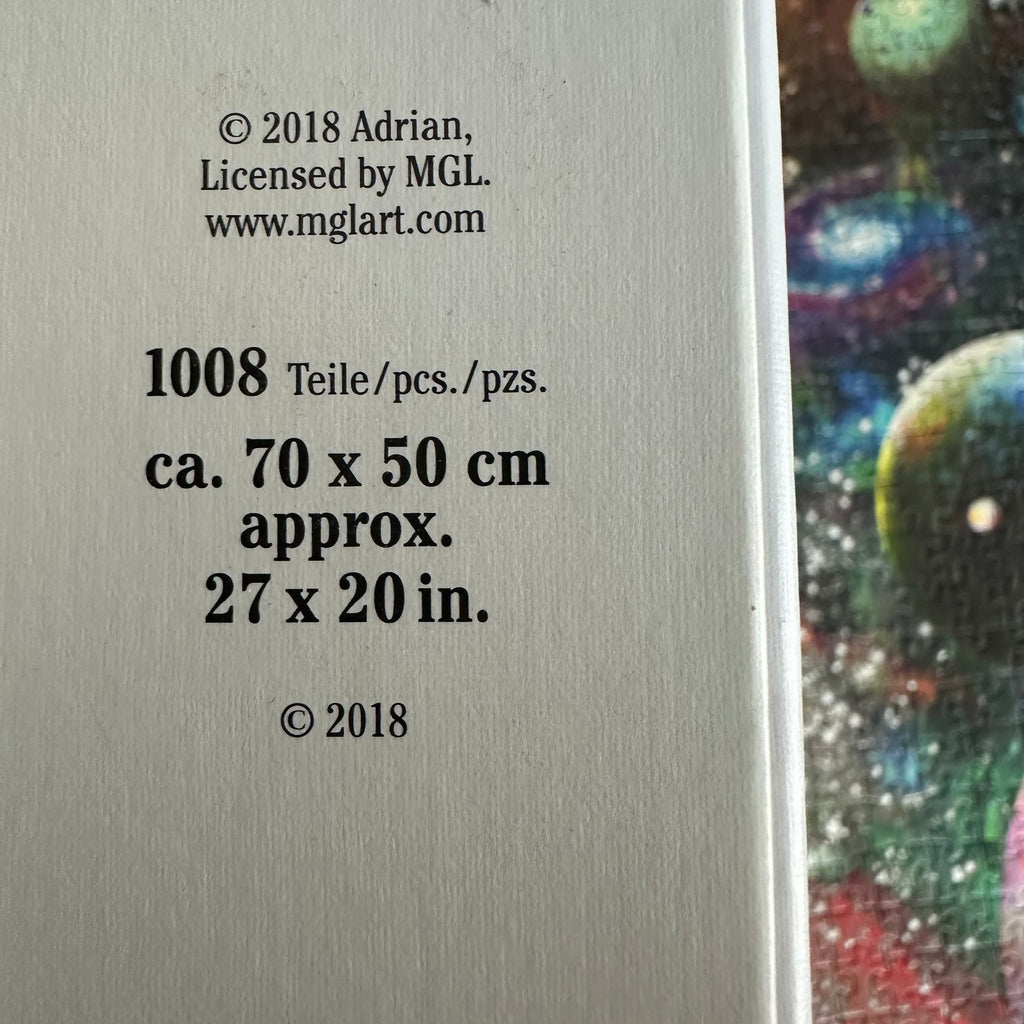 © 2018 Adrian,
Licensed by MGL.
www.mglart.com
1008 Teile/pcs./pzs.
ca. 70 x 50 cm
approx.
27 x 20 in.
© 2018